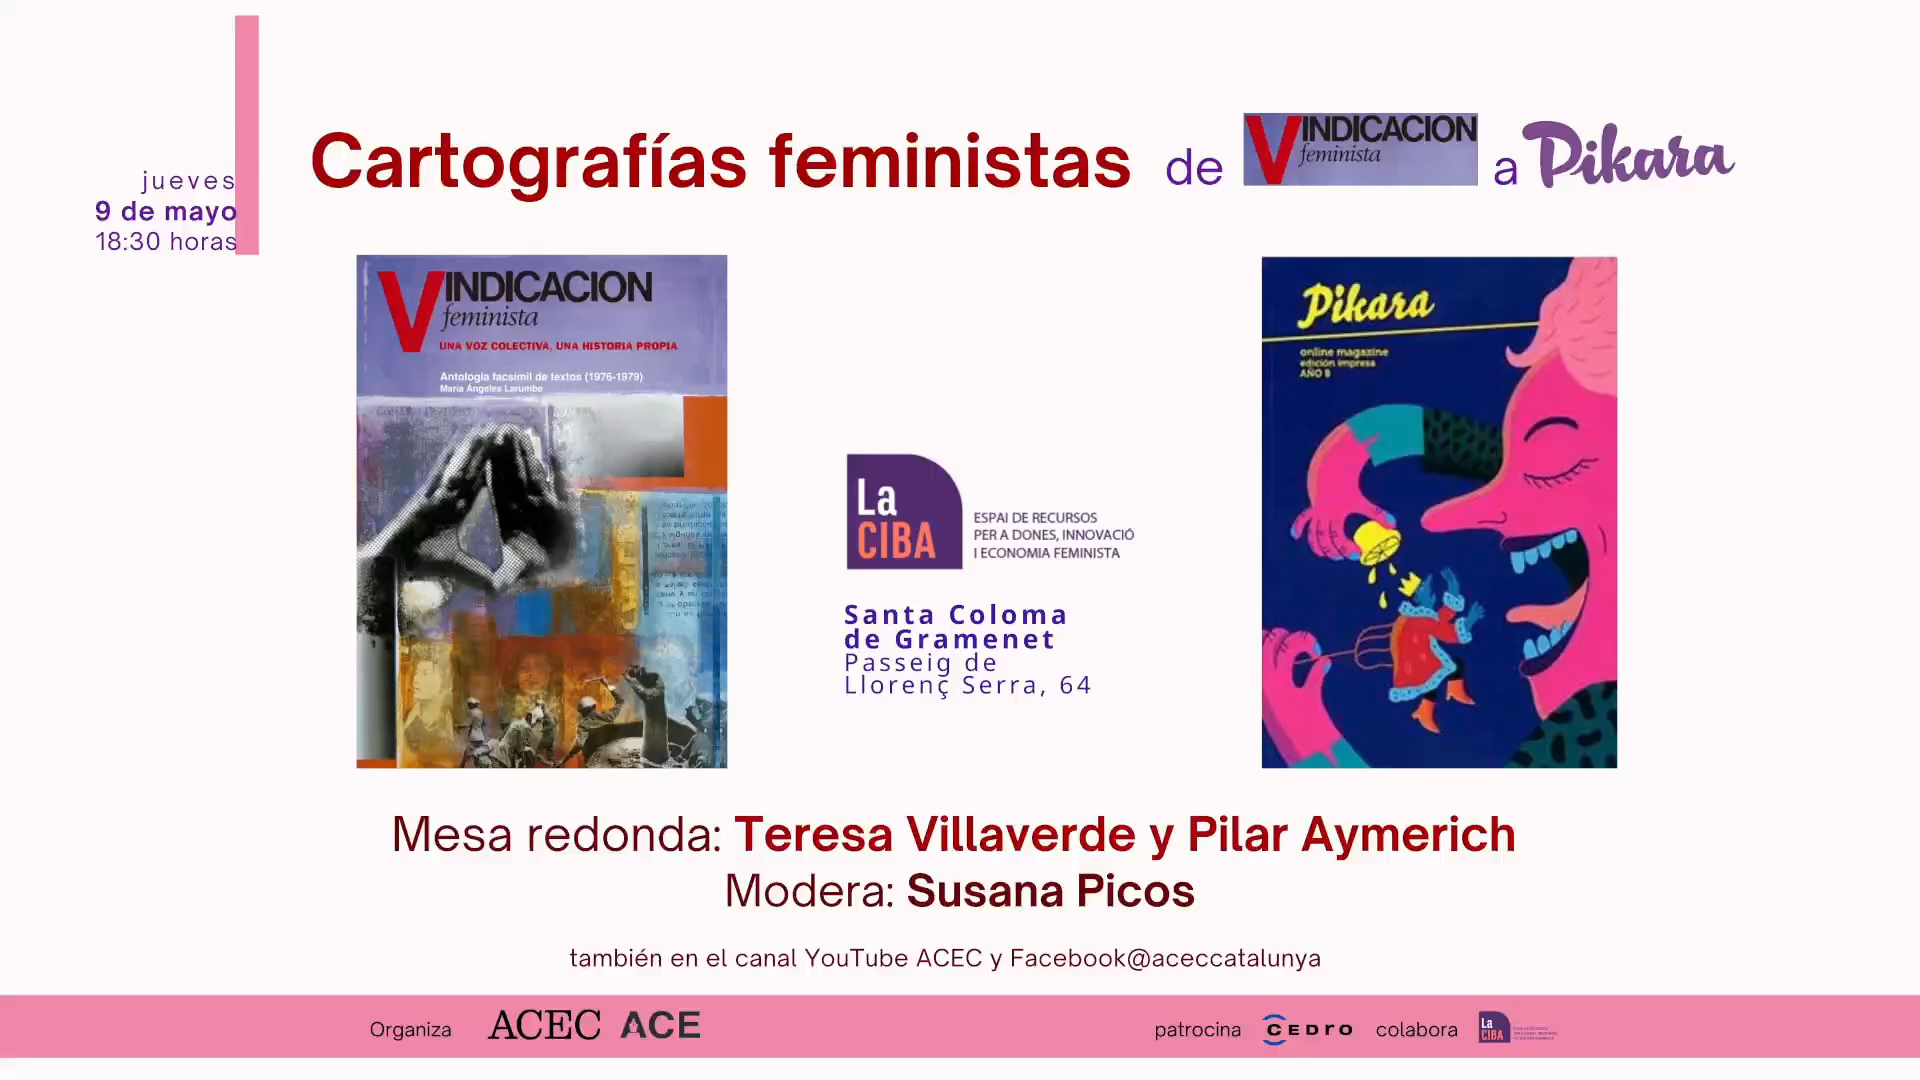 jueves
9 de mayo
18:30 horas
Cartografías feministas de VINDICACION feminista a Pikara
VINDICACION
feminista
UNA VOZ COLECTIVA, UNA HISTORIA PROPIA
Antología facsímil de textos (1976-1979)
María Ángeles Larumbe
La
CIBA
ESPAI DE RECURSOS
PER A DONES, INNOVACIÓ
I ECONOMIA FEMINISTA
Santa Coloma
de Gramenet
Passeig de
Llorenç Serra, 64
Pikara
online magazine
edición impresa
AÑO 8
Mesa redonda: Teresa Villaverde y Pilar Aymerich
Modera: Susana Picos
también en el canal YouTube ACEC y Facebook@aceccatalunya
Organiza ACEC ACE
patrocina CEDRO colabora La CIBA